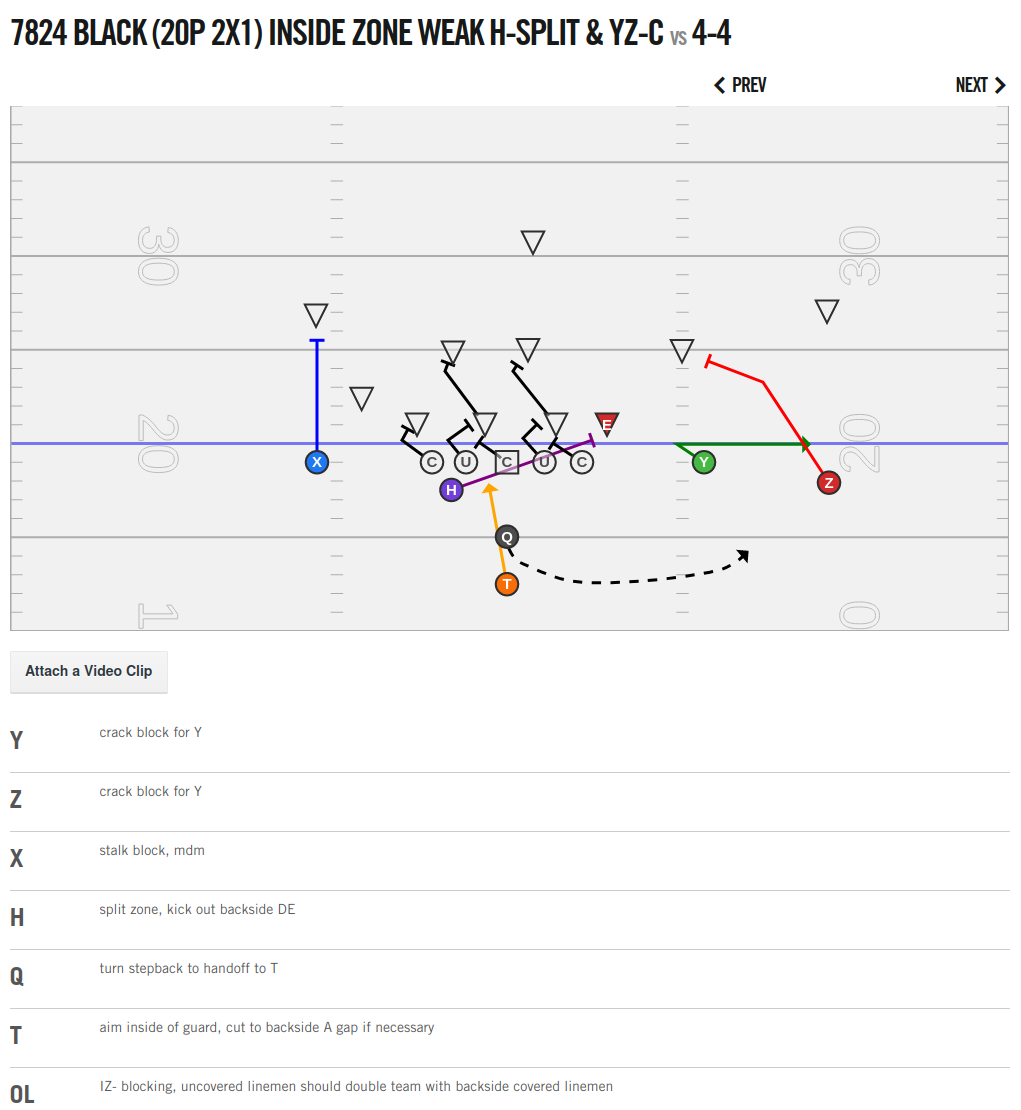 7824 BLACK (20P 2X1) INSIDE ZONE WEAK H-SPLIT & YZ-C vs 4-4
PREV NEXT
30 30
20 20
E
X C U C U C Y
H Z
Q
T
1 0
Attach a Video Clip
Y crack block for Y
Z crack block for Y
X stalk block, mdm
H split zone, kick out backside DE
Q turn stepback to handoff to T
T aim inside of guard, cut to backside A gap if necessary
OL IZ- blocking, uncovered linemen should double team with backside covered linemen